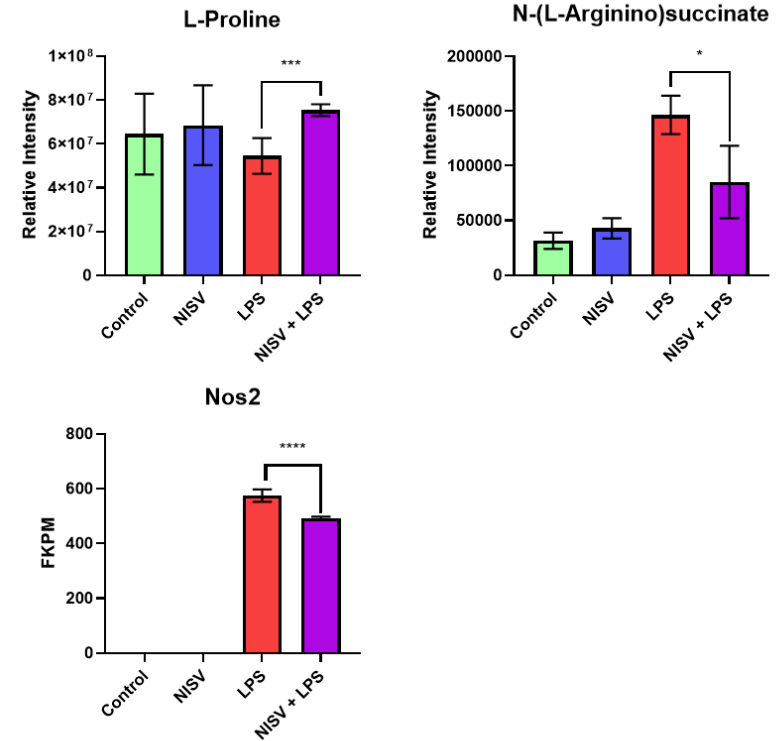 L-Proline
Relative Intensity
1×10⁸
8×10⁷
6×10⁷
4×10⁷
2×10⁷
0
***
Control
NISV
LPS
NISV + LPS
N-(L-Arginino)succinate
Relative Intensity
200000
150000
100000
50000
0
*
Control
NISV
LPS
NISV + LPS
Nos2
FKPM
800
600
400
200
0
****
Control
NISV
LPS
NISV + LPS